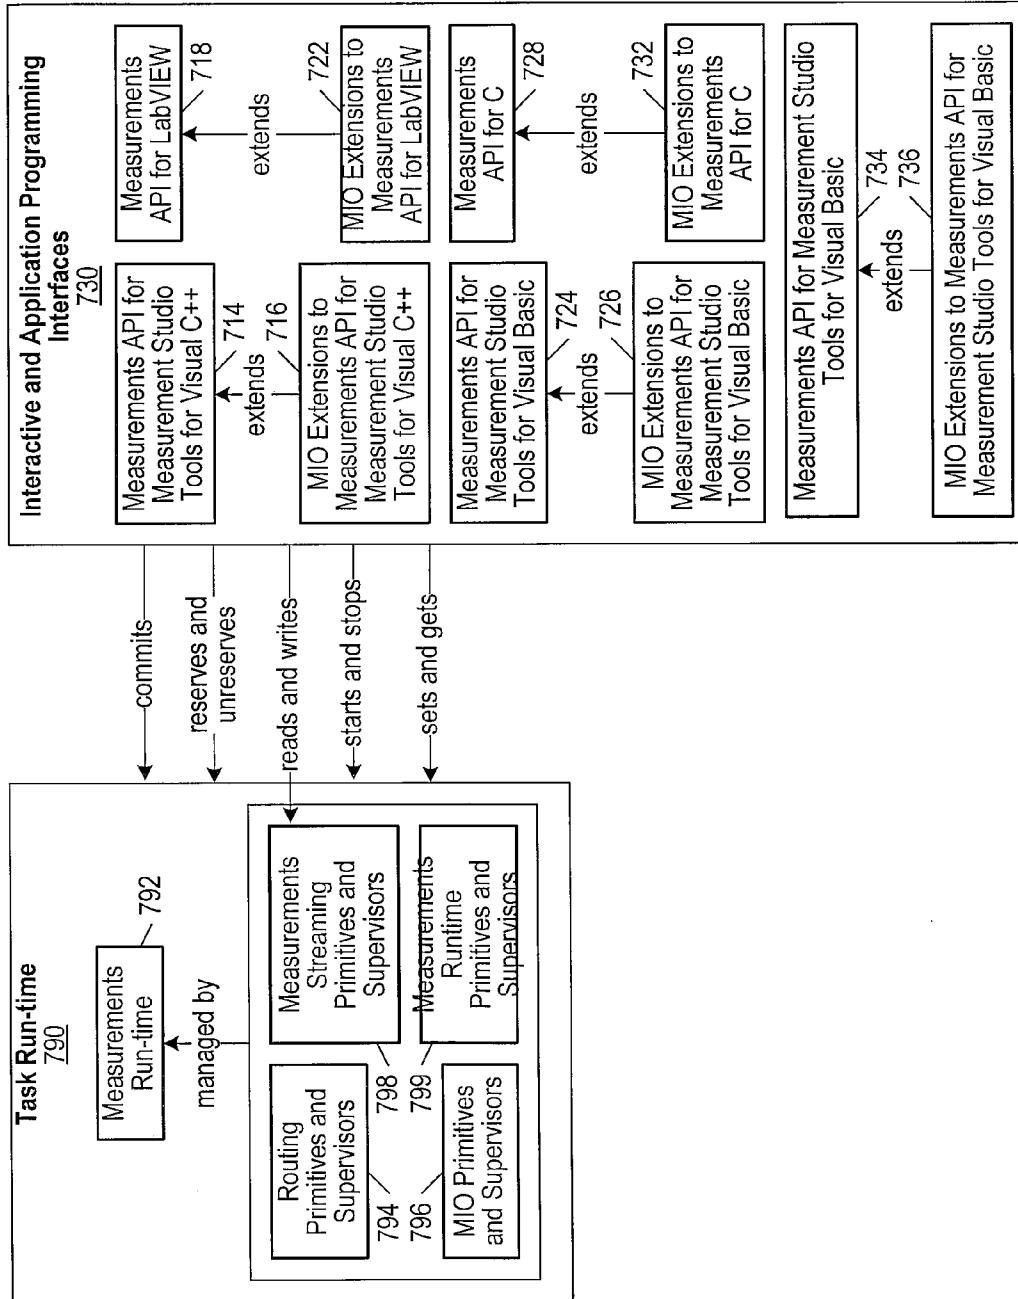 Task Run-time
790
Measurements
Run-time
792
managed by
Routing
Primitives and
Supervisors
794
Measurements
Streaming
Primitives and
Supervisors
798
796
MIO Primitives
and Supervisors
799
Measurements
Runtime
Primitives and
Supervisors
commits
reserves and
unreserves
reads and writes
starts and stops
sets and gets
Interactive and Application Programming
Interfaces
730
Measurements API for
Measurement Studio
Tools for Visual C++
714
extends
716
MIO Extensions to
Measurements API for
Measurement Studio
Tools for Visual C++
Measurements
API for LabVIEW
718
extends
722
MIO Extensions to
Measurements
API for LabVIEW
Measurements API for
Measurement Studio
Tools for Visual Basic
724
extends
726
MIO Extensions to
Measurements API for
Measurement Studio
Tools for Visual Basic
Measurements
API for C
728
extends
732
MIO Extensions to
Measurements
API for C
Measurements API for Measurement Studio
Tools for Visual Basic
734
extends
736
MIO Extensions to Measurements API for
Measurement Studio Tools for Visual Basic